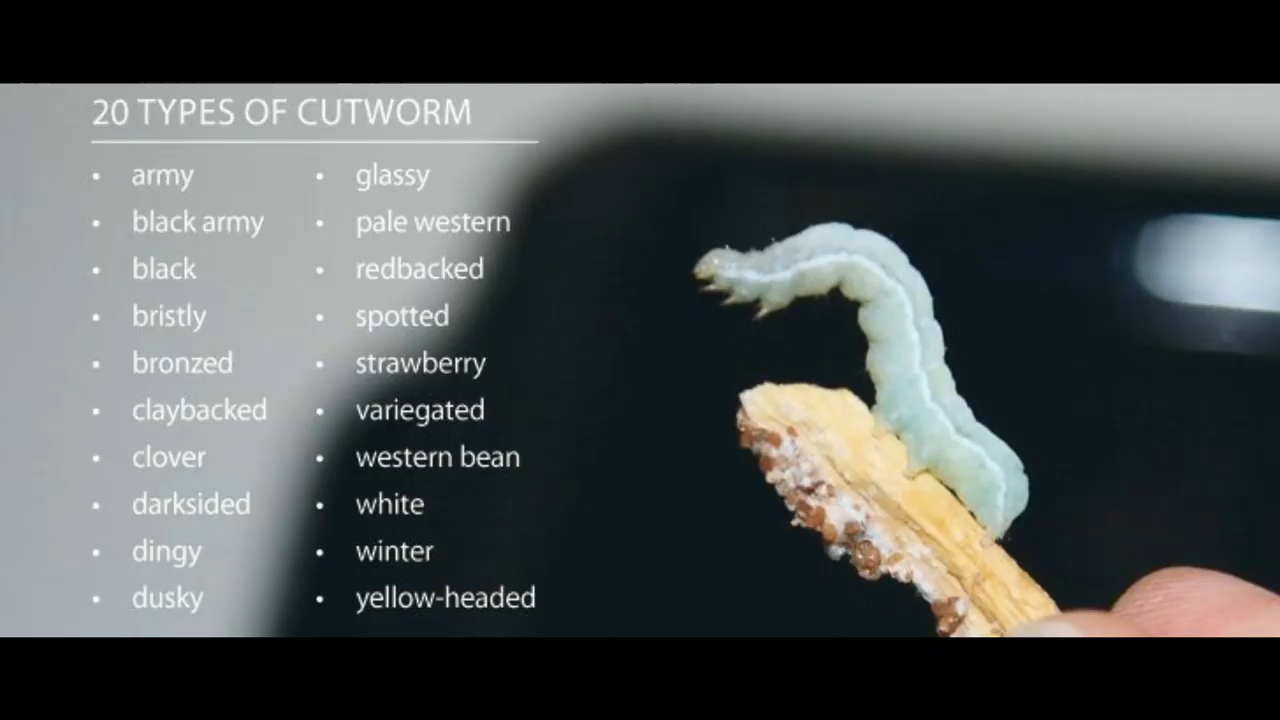 20 TYPES OF CUTWORM
• army
• black army
• black
• bristly
• bronzed
• claybacked
• clover
• darksided
• dingy
• dusky
• glassy
• pale western
• redbacked
• spotted
• strawberry
• variegated
• western bean
• white
• winter
• yellow-headed